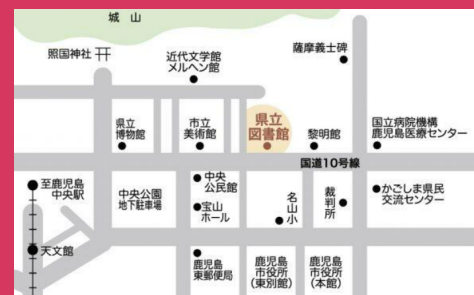 城 山
照国神社
近代文学館
メルヘン館
薩摩義士碑
県立
博物館
市立
美術館
県立
図書館
黎明館
国立病院機構
鹿児島医療センター
国道10号線
至鹿児島
中央駅
中央公園
地下駐車場
中央
公民館
宝山
ホール
名山小
裁判所
かごしま県民
交流センター
天文館
鹿児島
東郵便局
鹿児島
市役所
(東別館)
鹿児島
市役所
(本館)